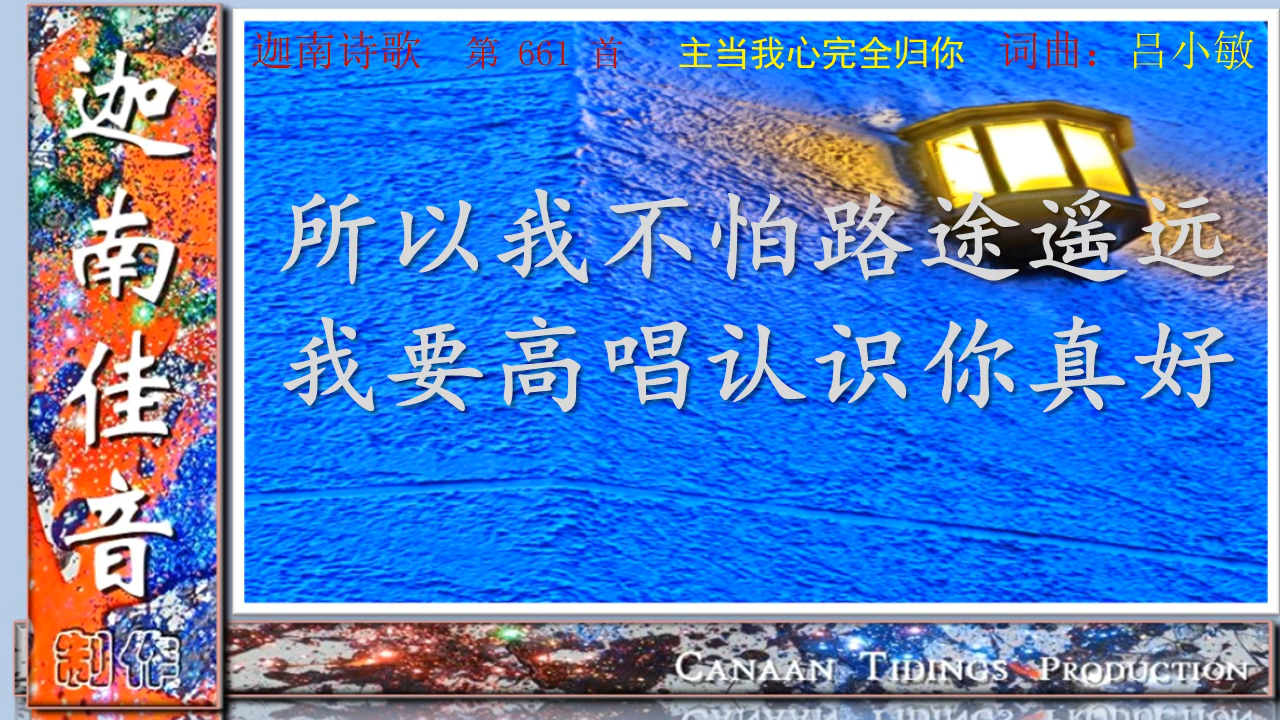 迦南诗歌 第 661 首 主当我心完全归你 词曲：吕小敏
所以我不怕路途遥远
我要高唱认识你真好
迦南佳音
制作
CANAAN TIDINGS PRODUCTION